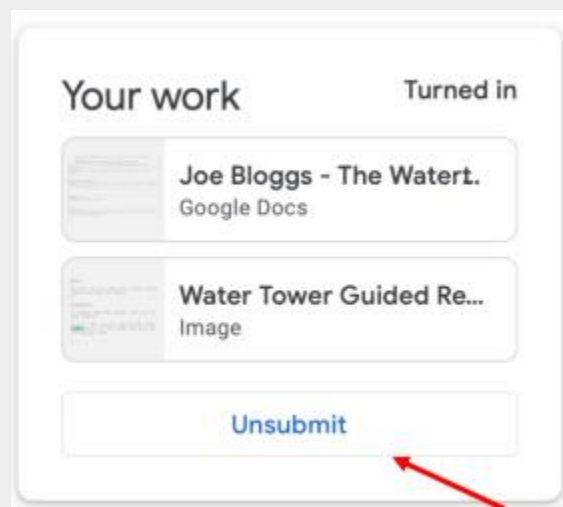 Your work
Turned in
Joe Bloggs - The Watert..
Google Docs
Water Tower Guided Re...
Image
Unsubmit